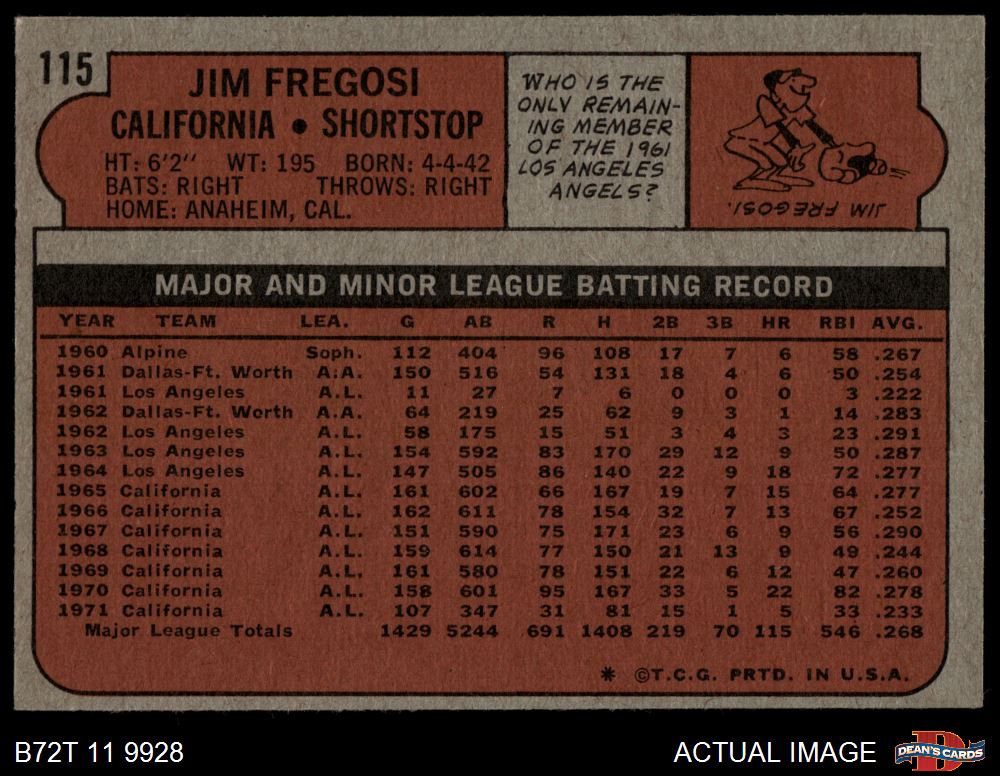 115
JIM FREGOSI
CALIFORNIA • SHORTSTOP
HT: 6'2" WT: 195 BORN: 4-4-42
BATS: RIGHT THROWS: RIGHT
HOME: ANAHEIM, CAL.
WHO IS THE
ONLY REMAIN-
ING MEMBER
OF THE 1961
LOS ANGELES
ANGELS?
JIM FREGOSI.
MAJOR AND MINOR LEAGUE BATTING RECORD
YEAR TEAM LEA. G AB R H 2B 3B HR RBI AVG.
1960 Alpine Soph. 112 404 96 108 17 7 6 58 .267
1961 Dallas-Ft. Worth A.A. 150 516 54 131 18 4 6 50 .254
1961 Los Angeles A.L. 11 27 7 6 0 0 0 3 .222
1962 Dallas-Ft. Worth A.A. 64 219 25 62 9 3 1 14 .283
1962 Los Angeles A.L. 58 175 15 51 3 4 3 23 .291
1963 Los Angeles A.L. 154 592 83 170 29 12 9 50 .287
1964 Los Angeles A.L. 147 505 86 140 22 9 18 72 .277
1965 California A.L. 161 602 66 167 19 7 15 64 .277
1966 California A.L. 162 611 78 154 32 7 13 67 .252
1967 California A.L. 151 590 75 171 23 6 9 56 .290
1968 California A.L. 159 614 77 150 21 13 9 49 .244
1969 California A.L. 161 580 78 151 22 6 12 47 .260
1970 California A.L. 158 601 95 167 33 5 22 82 .278
1971 California A.L. 107 347 31 81 15 1 5 33 .233
Major League Totals 1429 5244 691 1408 219 70 115 546 .268
* ©T.C.G. PRTD. IN U.S.A.
B72T 11 9928
ACTUAL IMAGE
DEAN'S CARDS